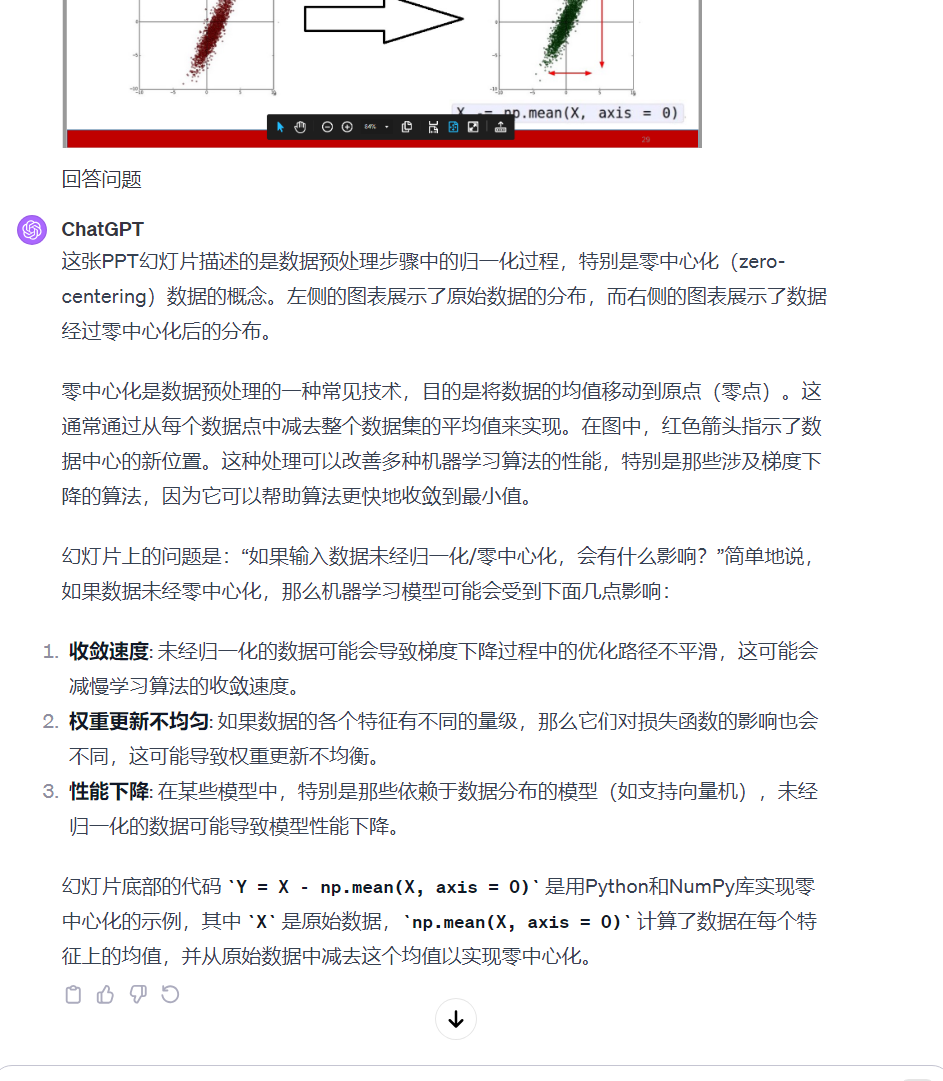 X -= np.mean(X, axis = 0)
84%
29
回答问题
ChatGPT
这张PPT幻灯片描述的是数据预处理步骤中的归一化过程，特别是零中心化（zero-
centering）数据的概念。左侧的图表展示了原始数据的分布，而右侧的图表展示了数据
经过零中心化后的分布。
零中心化是数据预处理的一种常见技术，目的是将数据的均值移动到原点（零点）。这
通常通过从每个数据点中减去整个数据集的平均值来实现。在图中，红色箭头指示了数
据中心的新位置。这种处理可以改善多种机器学习算法的性能，特别是那些涉及梯度下
降的算法，因为它可以帮助算法更快地收敛到最小值。
幻灯片上的问题是：“如果输入数据未经归一化/零中心化，会有什么影响？”简单地说，
如果数据未经零中心化，那么机器学习模型可能会受到下面几点影响：
1. 收敛速度: 未经归一化的数据可能会导致梯度下降过程中的优化路径不平滑，这可能会
减慢学习算法的收敛速度。
2. 权重更新不均匀: 如果数据的各个特征有不同的量级，那么它们对损失函数的影响也会
不同，这可能导致权重更新不均衡。
3. 性能下降: 在某些模型中，特别是那些依赖于数据分布的模型（如支持向量机），未经
归一化的数据可能导致模型性能下降。
幻灯片底部的代码 `Y = X - np.mean(X, axis = 0)` 是用Python和NumPy库实现零
中心化的示例，其中 `X` 是原始数据，`np.mean(X, axis = 0)` 计算了数据在每个特
征上的均值，并从原始数据中减去这个均值以实现零中心化。